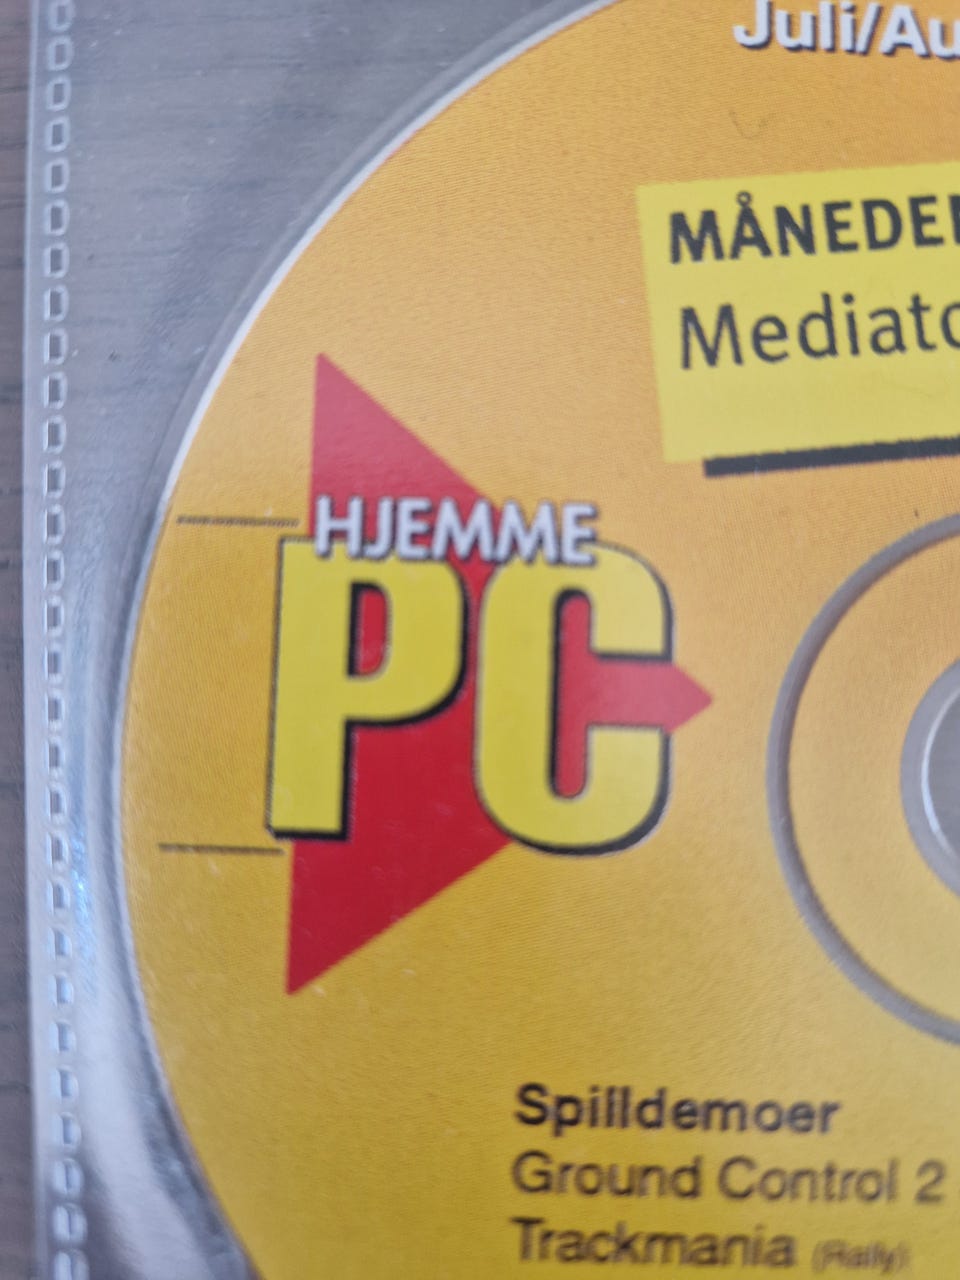 Juli/Au
MÅNEDE
Mediato
HJEMME
PC
Spilldemoer
Ground Control 2
Trackmania (Rally)